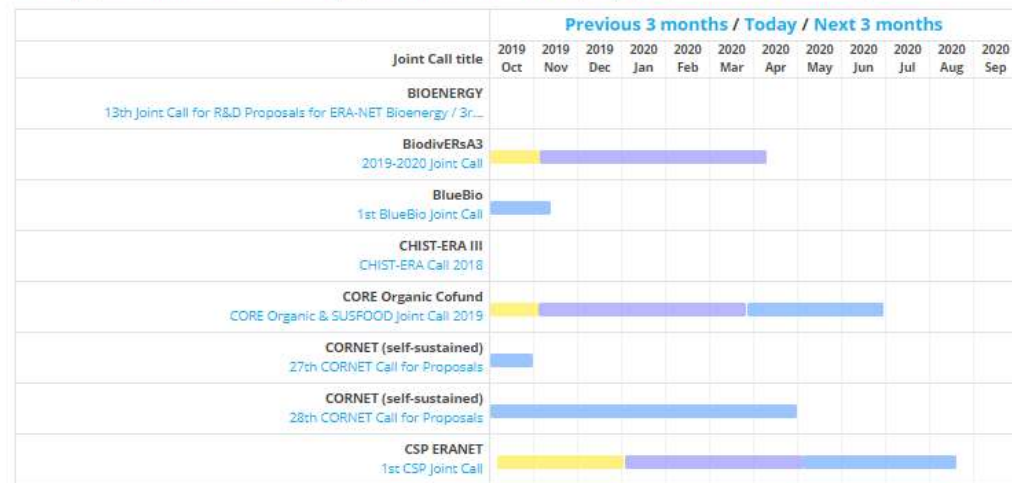 Previous 3 months / Today / Next 3 months
Joint Call title
2019 Oct
2019 Nov
2019 Dec
2020 Jan
2020 Feb
2020 Mar
2020 Apr
2020 May
2020 Jun
2020 Jul
2020 Aug
2020 Sep
BIOENERGY
13th Joint Call for R&D Proposals for ERA-NET Bioenergy / 3r...
BiodivERsA3
2019-2020 Joint Call
BlueBio
1st BlueBio Joint Call
CHIST-ERA III
CHIST-ERA Call 2018
CORE Organic Cofund
CORE Organic & SUSFOOD Joint Call 2019
CORNET (self-sustained)
27th CORNET Call for Proposals
CORNET (self-sustained)
28th CORNET Call for Proposals
CSP ERANET
1st CSP Joint Call